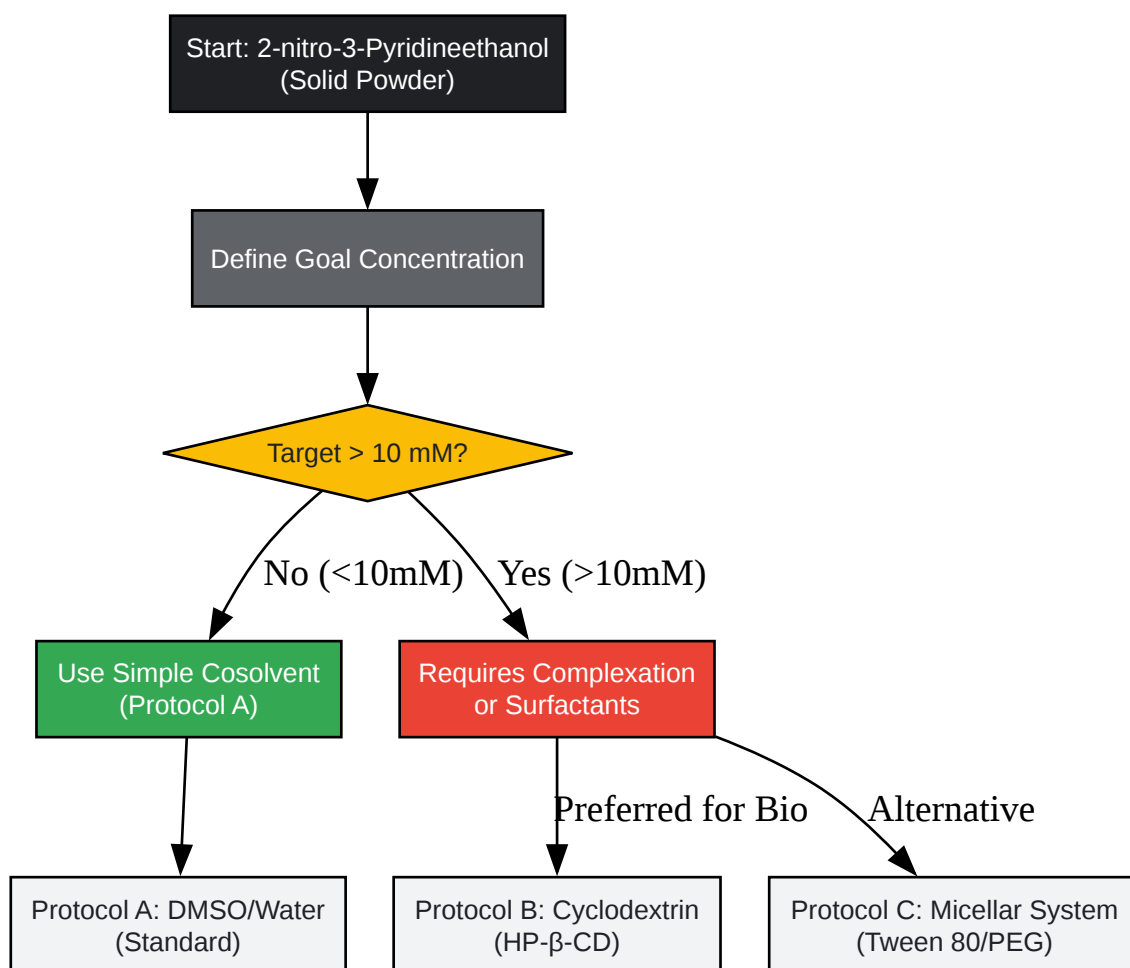 Start: 2-nitro-3-Pyridineethanol
(Solid Powder)
Define Goal Concentration
Target > 10 mM?
No (<10mM)
Yes (>10mM)
Use Simple Cosolvent
(Protocol A)
Requires Complexation
or Surfactants
Preferred for Bio
Alternative
Protocol A: DMSO/Water
(Standard)
Protocol B: Cyclodextrin
(HP-β-CD)
Protocol C: Micellar System
(Tween 80/PEG)